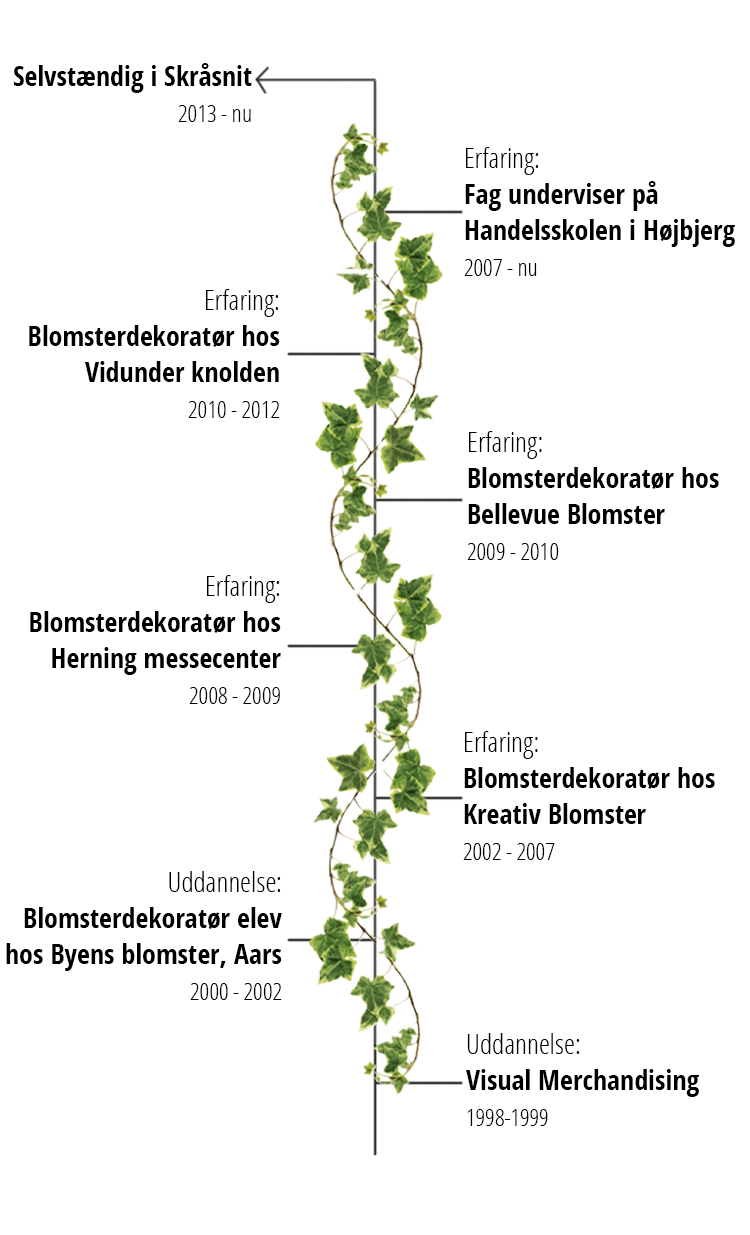 Selvstændig i Skråsnit
2013 - nu
Erfaring:
Fag underviser på
Handelsskolen i Højbjerg
2007 - nu
Erfaring:
Blomsterdekoratør hos
Vidunder knolden
2010 - 2012
Erfaring:
Blomsterdekoratør hos
Bellevue Blomster
2009 - 2010
Erfaring:
Blomsterdekoratør hos
Herning messecenter
2008 - 2009
Erfaring:
Blomsterdekoratør hos
Kreativ Blomster
2002 - 2007
Uddannelse:
Blomsterdekoratør elev
hos Byens blomster, Aars
2000 - 2002
Uddannelse:
Visual Merchandising
1998-1999